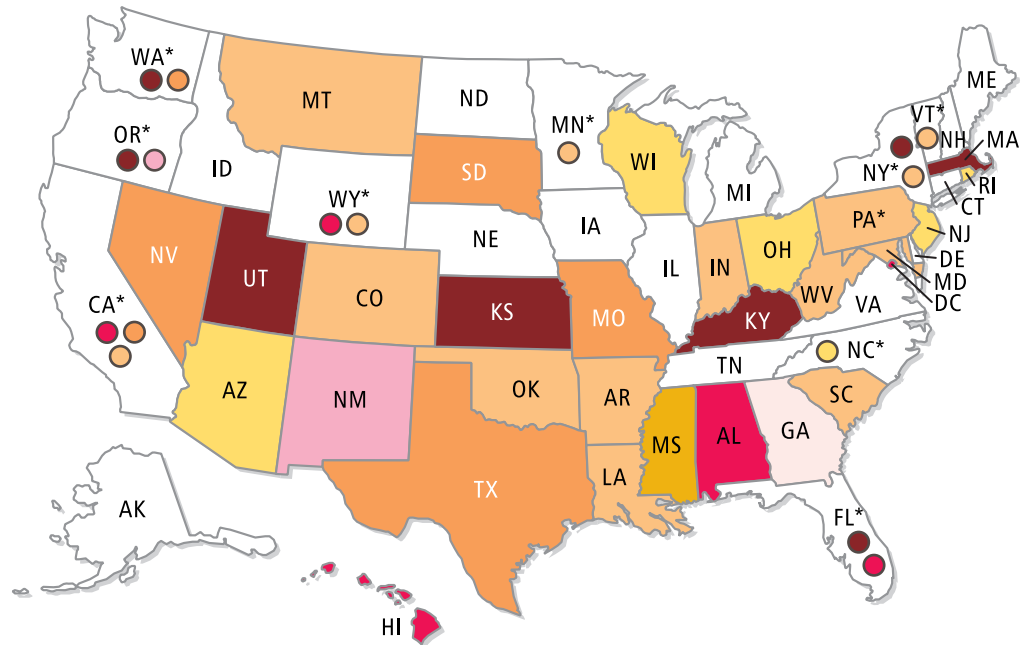 WA*
MT
ND
ME
OR*
MN*
VT*
NH
MA
ID
SD
WI
NY*
RI
WY*
MI
CT
IA
PA*
NJ
NE
NV
OH
DE
UT
CO
IL
IN
MD
WV
DC
CA*
KS
MO
KY
VA
TN
NC*
AZ
NM
OK
AR
SC
MS
AL
GA
TX
LA
AK
FL*
HI